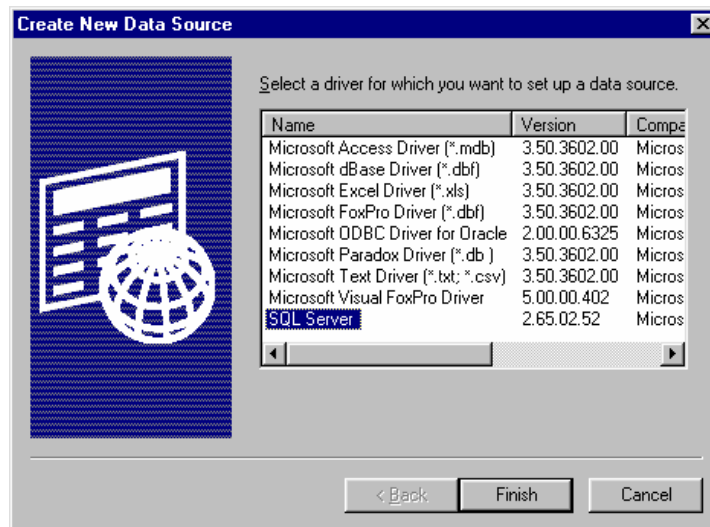 Create New Data Source
Select a driver for which you want to set up a data source.
Name Version Compa
Microsoft Access Driver (*.mdb) 3.50.3602.00 Micros
Microsoft dBase Driver (*.dbf) 3.50.3602.00 Micros
Microsoft Excel Driver (*.xls) 3.50.3602.00 Micros
Microsoft FoxPro Driver (*.dbf) 3.50.3602.00 Micros
Microsoft ODBC Driver for Oracle 2.00.00.6325 Micros
Microsoft Paradox Driver (*.db ) 3.50.3602.00 Micros
Microsoft Text Driver (*.txt; *.csv) 3.50.3602.00 Micros
Microsoft Visual FoxPro Driver 5.00.00.402 Micros
SQL Server 2.65.02.52 Micros
< Back Finish Cancel